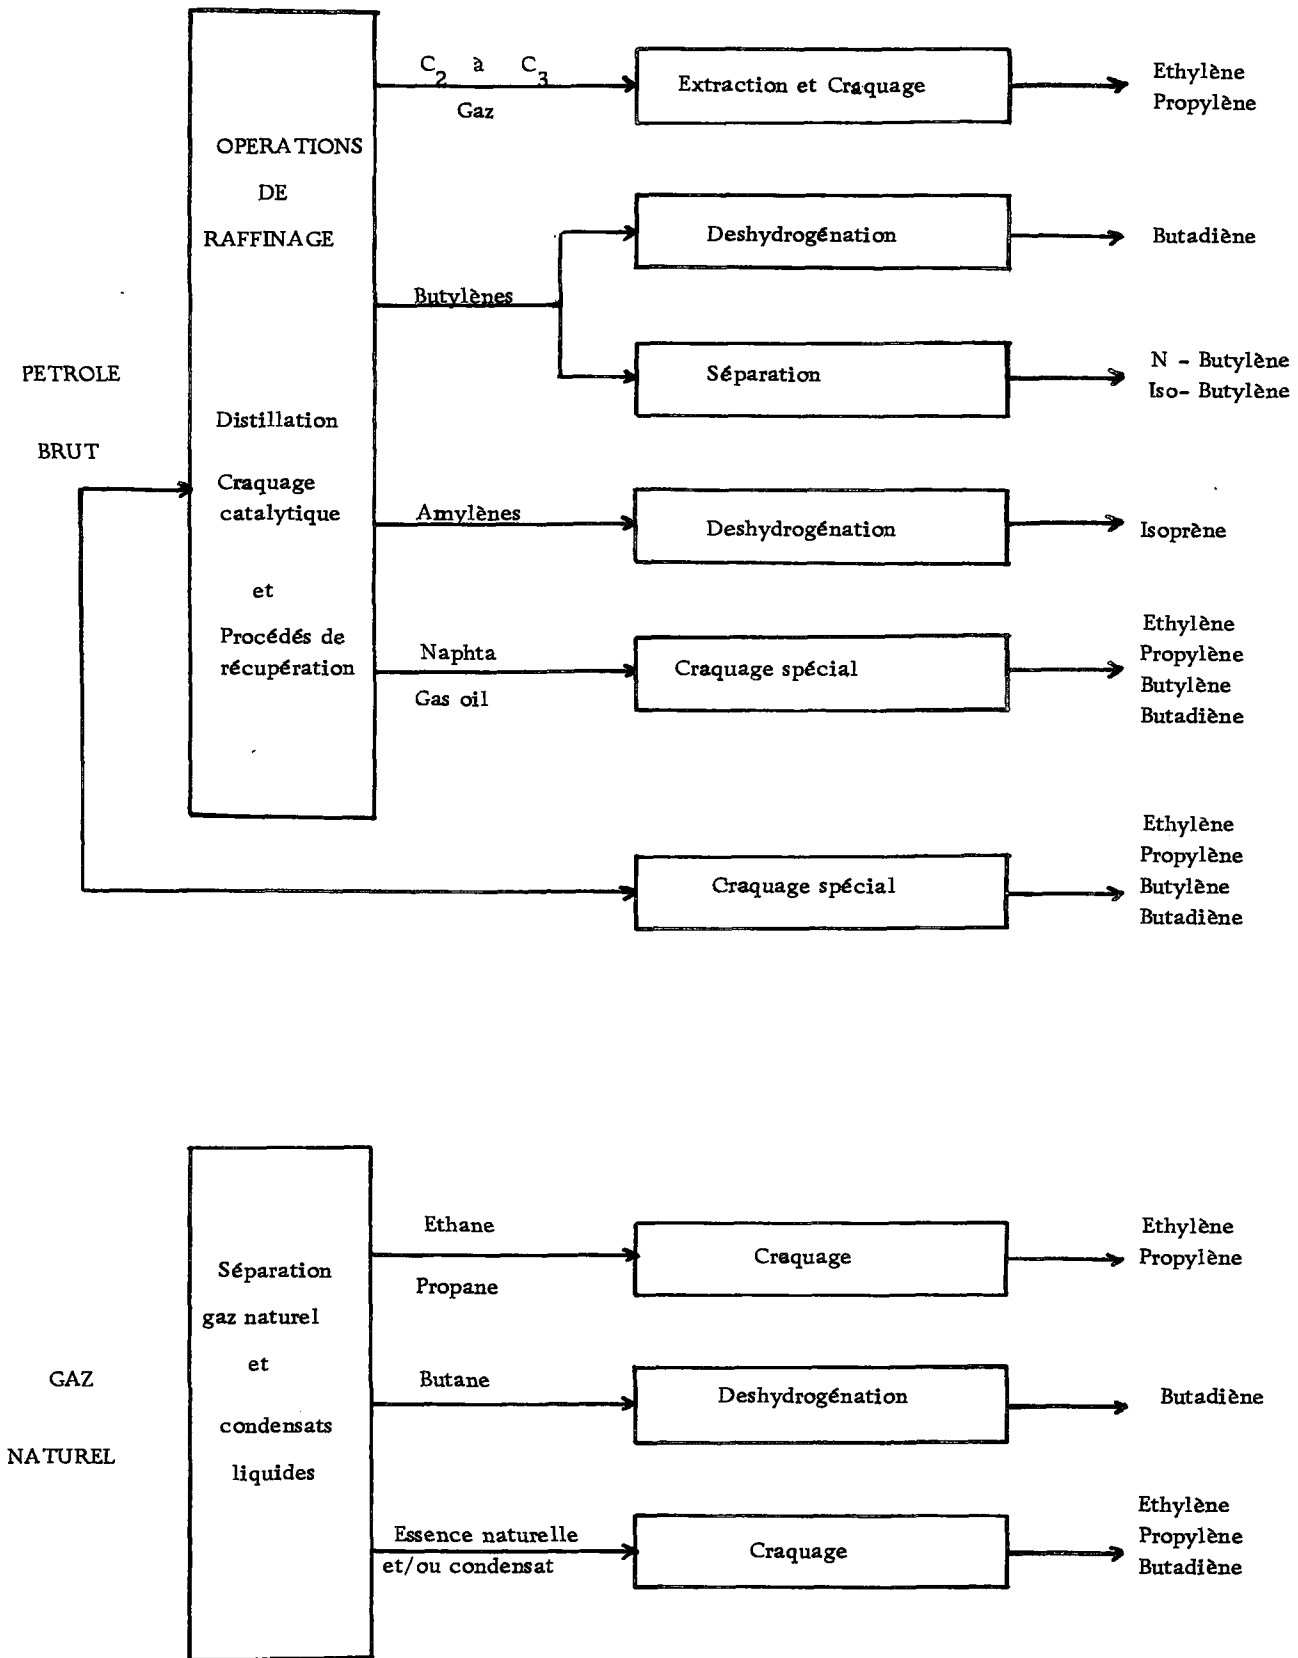 C2 à C3
Gaz
Extraction et Craquage
Ethylène
Propylène
OPERATIONS
DE
RAFFINAGE
Deshydrogénation
Butadiène
Butylènes
Séparation
N - Butylène
Iso- Butylène
PETROLE
BRUT
Distillation
Craquage
catalytique
et
Procédés de
récupération
Amylènes
Deshydrogénation
Isoprène
Naphta
Gas oil
Craquage spécial
Ethylène
Propylène
Butylène
Butadiène
Craquage spécial
Ethylène
Propylène
Butylène
Butadiène
GAZ
NATUREL
Séparation
gaz naturel
et
condensats
liquides
Ethane
Propane
Craquage
Ethylène
Propylène
Butane
Deshydrogénation
Butadiène
Essence naturelle
et/ou condensat
Craquage
Ethylène
Propylène
Butadiène